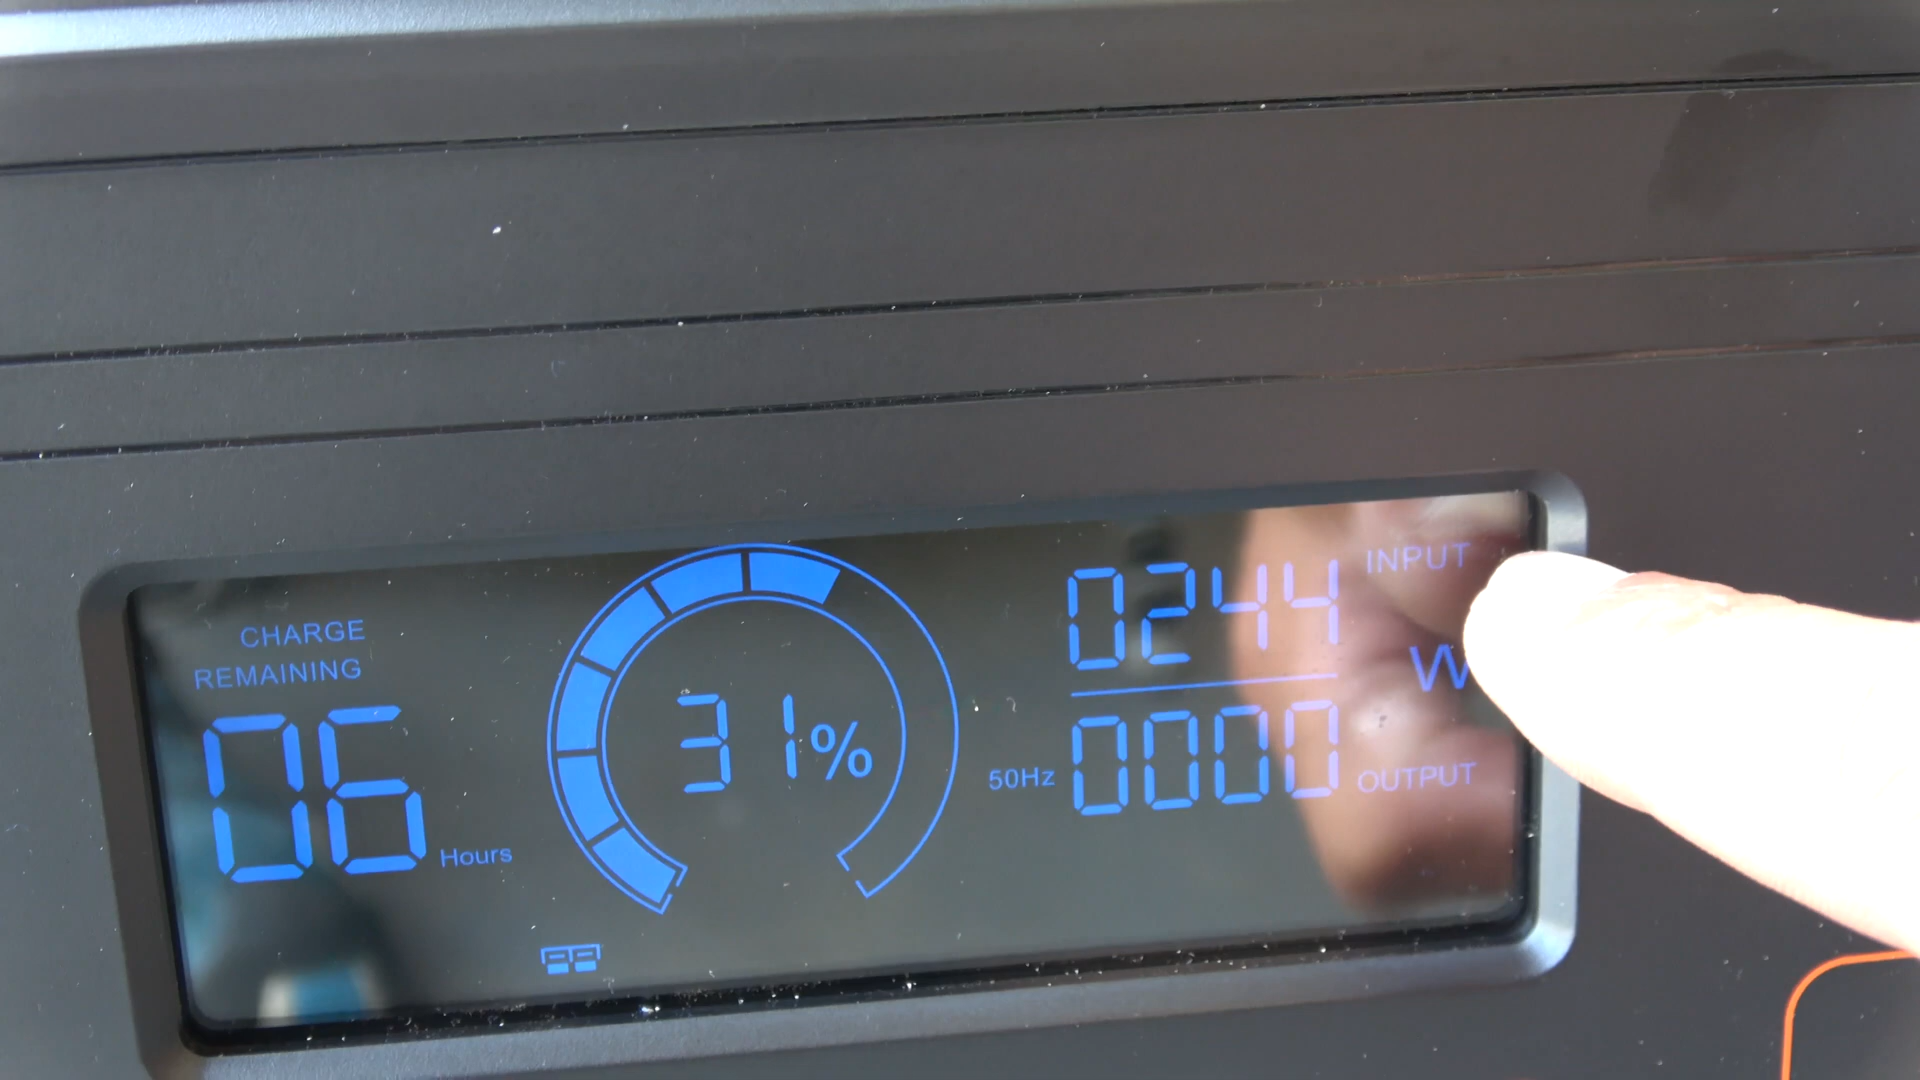 CHARGE
REMAINING
06 Hours
31%
0244 INPUT
W
50Hz 0000 OUTPUT